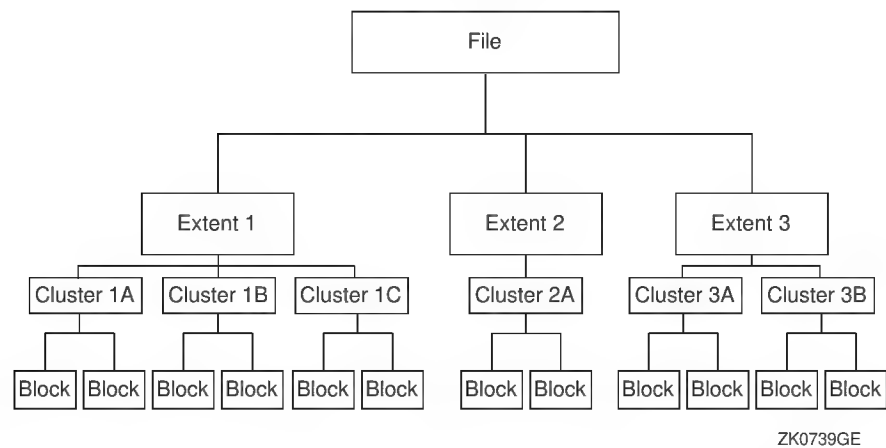 File
Extent 1 Extent 2 Extent 3
Cluster 1A Cluster 1B Cluster 1C Cluster 2A Cluster 3A Cluster 3B
Block Block Block Block Block Block Block Block Block Block Block Block
ZK0739GE